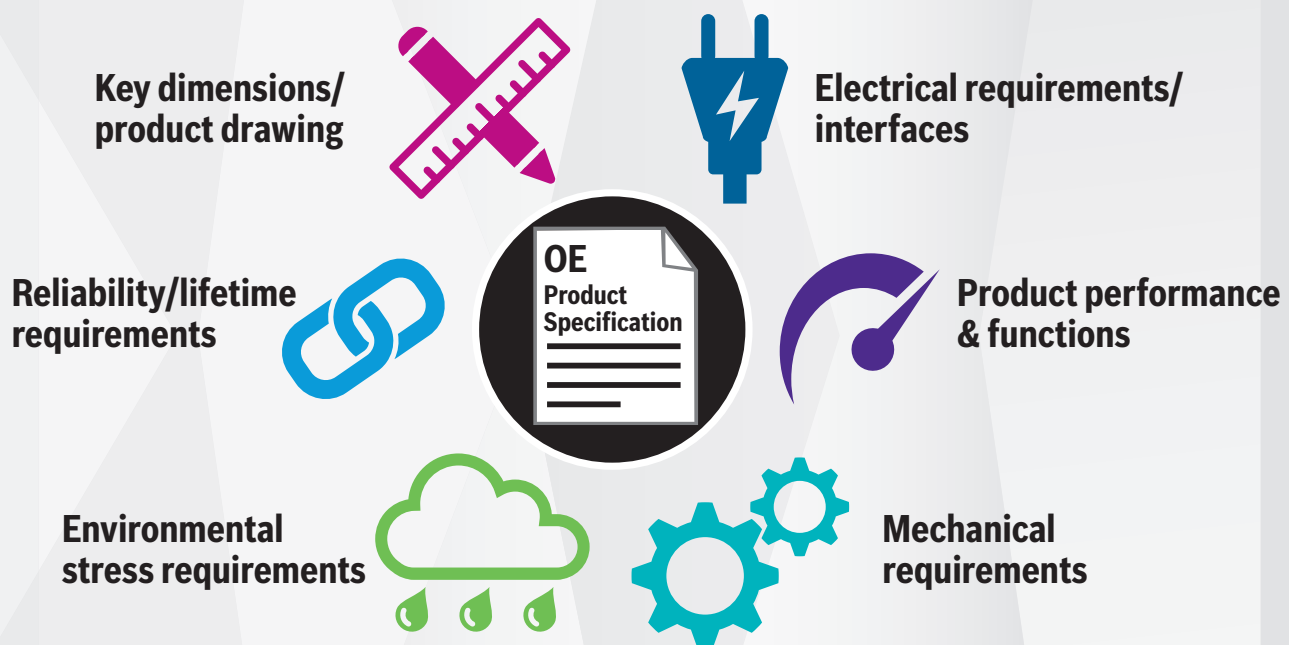 Key dimensions/
product drawing
Electrical requirements/
interfaces
Reliability/lifetime
requirements
OE
Product
Specification
Product performance
& functions
Environmental
stress requirements
Mechanical
requirements